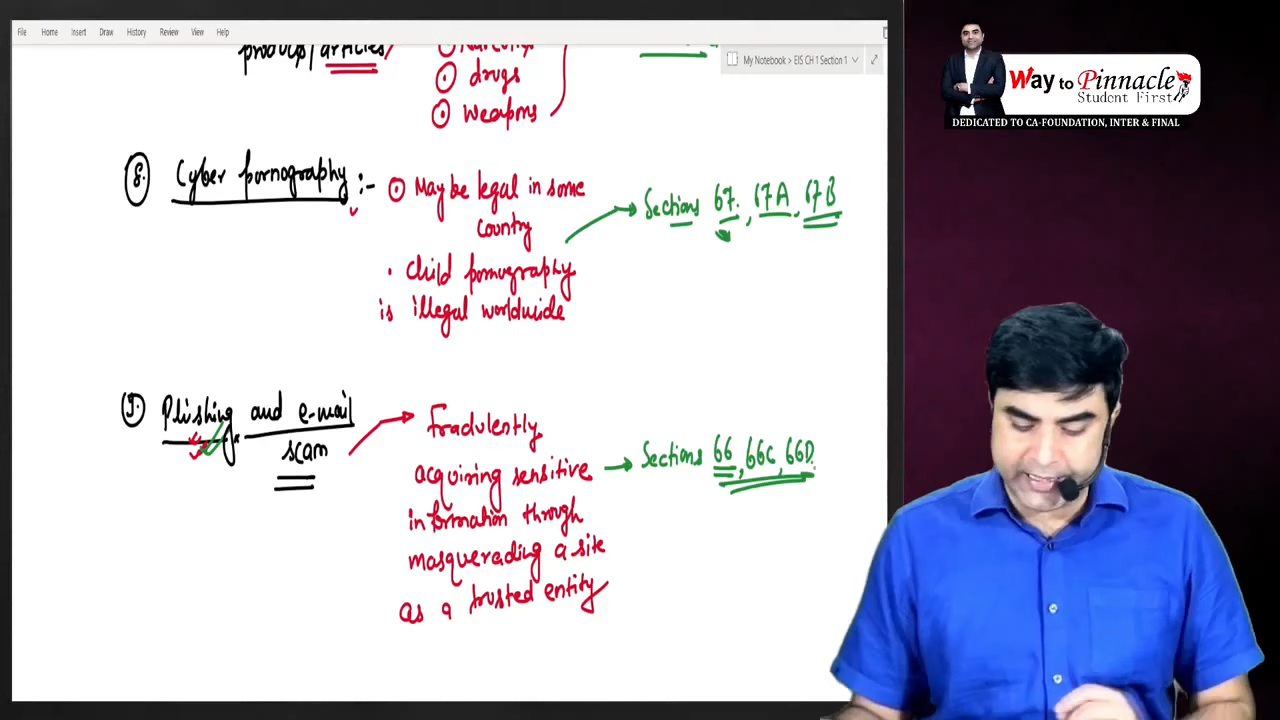 File Home Insert Draw History Review View Help
My Notebook > EIS CH 1 Section 1
products/articles
drugs
weapons
8. Cyber pornography :-
May be legal in some
country
Child pornography
is illegal worldwide
Sections 67, 67A, 67B
9. Phishing and e-mail
scam
Fradulently
acquiring sensitive
information through
masquerading a site
as a trusted entity
Sections 66, 66C, 66D.
Way to Pinnacle
Student First
DEDICATED TO CA-FOUNDATION, INTER & FINAL